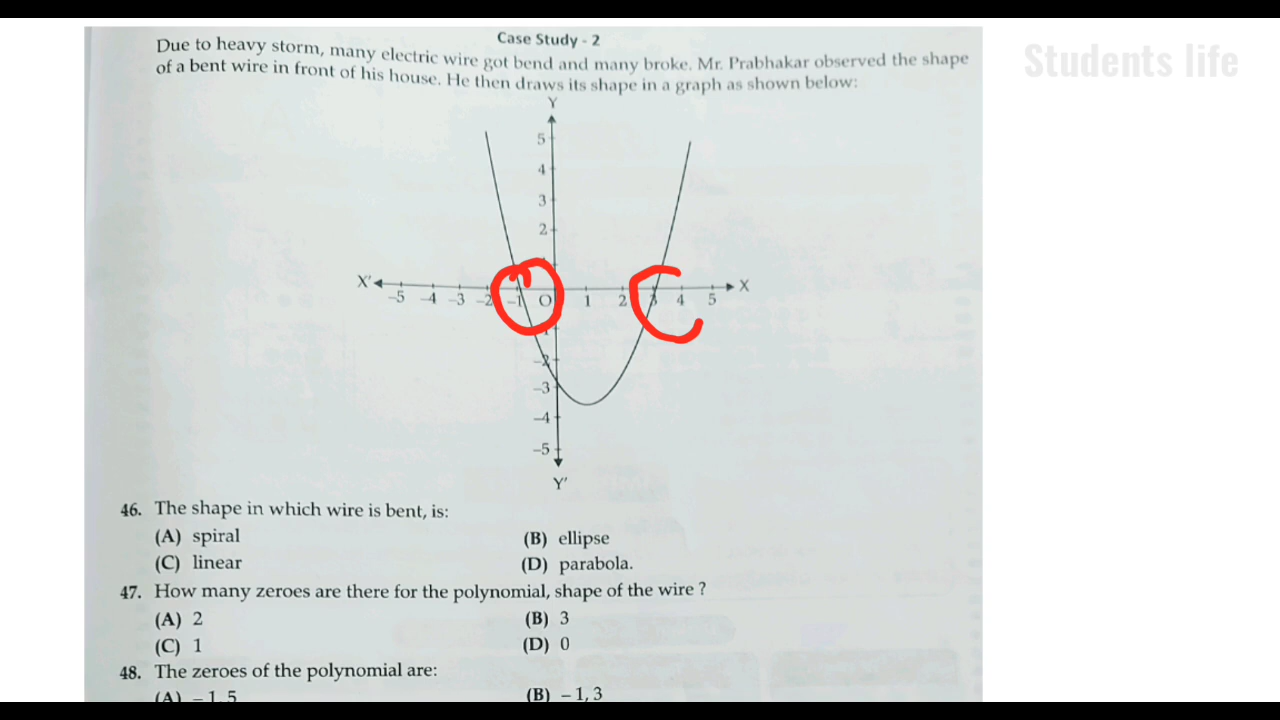 Students life
Case Study - 2
Due to heavy storm, many electric wire got bend and many broke. Mr. Prabhakar observed the shape
of a bent wire in front of his house. He then draws its shape in a graph as shown below:
Y
5
4
3
2
X' -5 -4 -3 -2 -1 O 1 2 3 4 5 X
-2
-3
-4
-5
Y'
46. The shape in which wire is bent, is:
(A) spiral (B) ellipse
(C) linear (D) parabola.
47. How many zeroes are there for the polynomial, shape of the wire ?
(A) 2 (B) 3
(C) 1 (D) 0
48. The zeroes of the polynomial are:
(A) – 1, 5 (B) – 1, 3